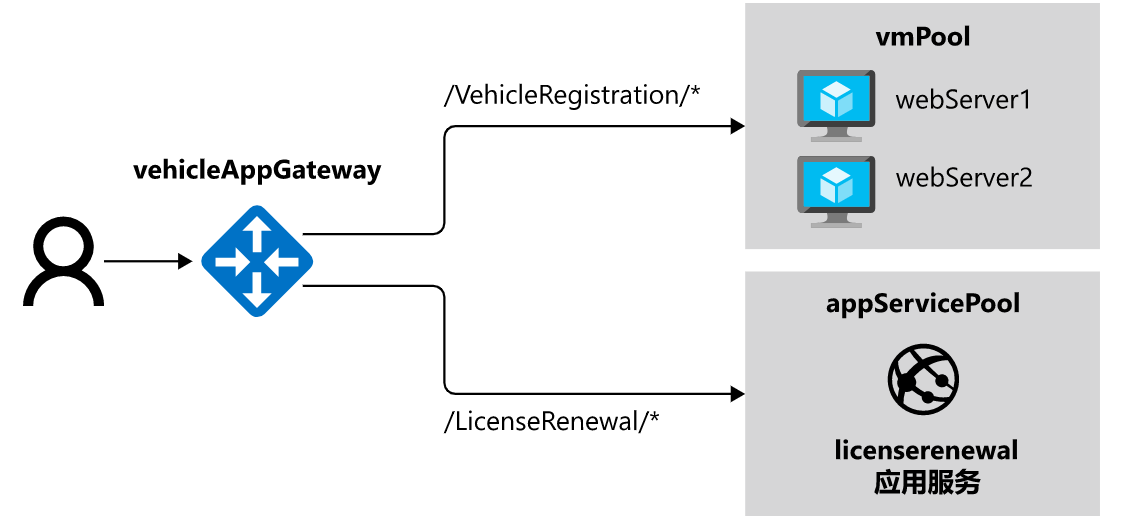 vehicleAppGateway
/VehicleRegistration/*
vmPool
webServer1
webServer2
/LicenseRenewal/*
appServicePool
licenserenewal
应用服务